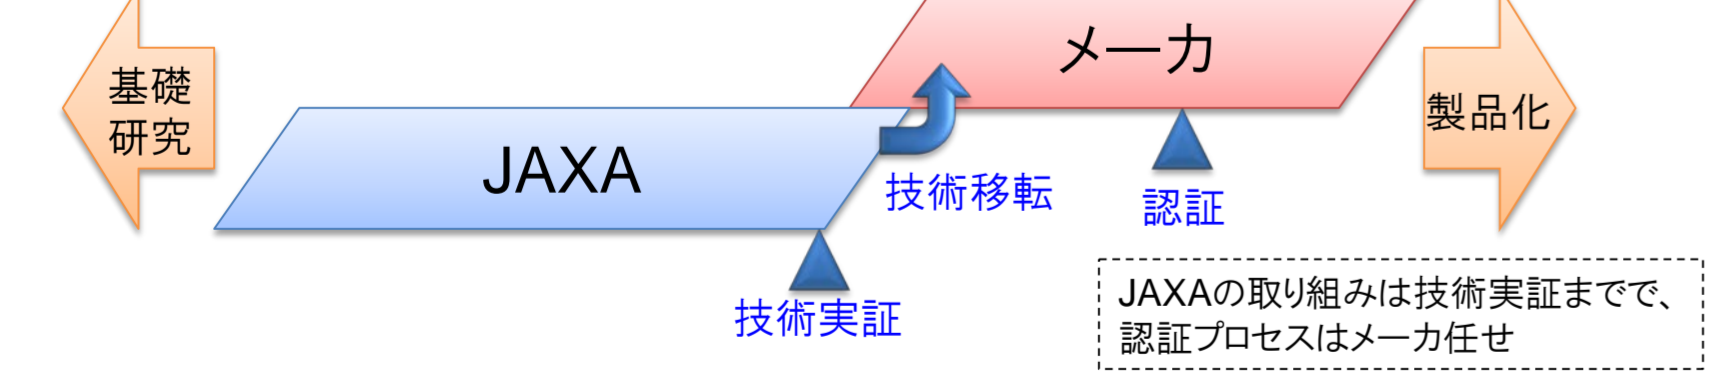 メーカ
基礎
研究
製品化
JAXA
技術移転
認証
技術実証
JAXAの取り組みは技術実証までで、
認証プロセスはメーカ任せ